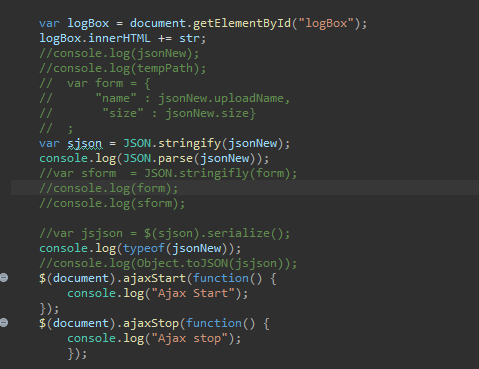 var logBox = document.getElementById("logBox");
logBox.innerHTML += str;
//console.log(jsonNew);
//console.log(tempPath);
//  var form = {
//      "name" : jsonNew.uploadName,
//       "size" : jsonNew.size}
//  ;
var sjson = JSON.stringify(jsonNew);
console.log(JSON.parse(jsonNew));
//var sform  = JSON.stringifly(form);
//console.log(form);
//console.log(sform);
//var jsjson = $(sjson).serialize();
console.log(typeof(jsonNew));
//console.log(Object.toJSON(jsjson));
$(document).ajaxStart(function() {
    console.log("Ajax Start");
});
$(document).ajaxStop(function() {
    console.log("Ajax stop");
    });